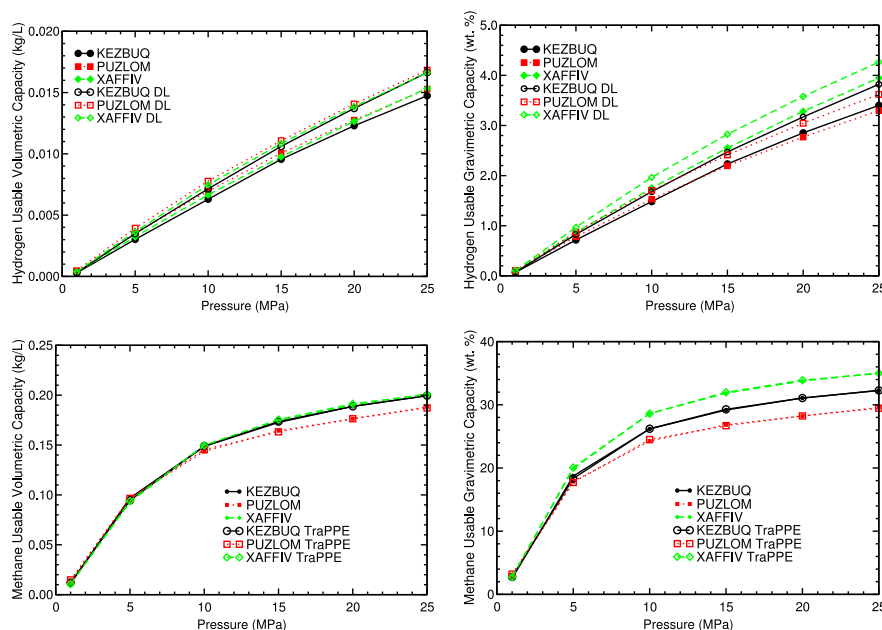 Hydrogen Usable Volumetric Capacity (kg/L)
0.020
0.015
0.010
0.005
0.000
KEZBUQ
PUZLOM
XAFFIV
KEZBUQ DL
PUZLOM DL
XAFFIV DL
0 5 10 15 20 25
Pressure (MPa)
Hydrogen Usable Gravimetric Capacity (wt. %)
5.0
4.0
3.0
2.0
1.0
0.0
KEZBUQ
PUZLOM
XAFFIV
KEZBUQ DL
PUZLOM DL
XAFFIV DL
0 5 10 15 20 25
Pressure (MPa)
Methane Usable Volumetric Capacity (kg/L)
0.25
0.20
0.15
0.10
0.05
0.00
KEZBUQ
PUZLOM
XAFFIV
KEZBUQ TraPPE
PUZLOM TraPPE
XAFFIV TraPPE
0 5 10 15 20 25
Pressure (MPa)
Methane Usable Gravimetric Capacity (wt. %)
40
30
20
10
0
KEZBUQ
PUZLOM
XAFFIV
KEZBUQ TraPPE
PUZLOM TraPPE
XAFFIV TraPPE
0 5 10 15 20 25
Pressure (MPa)